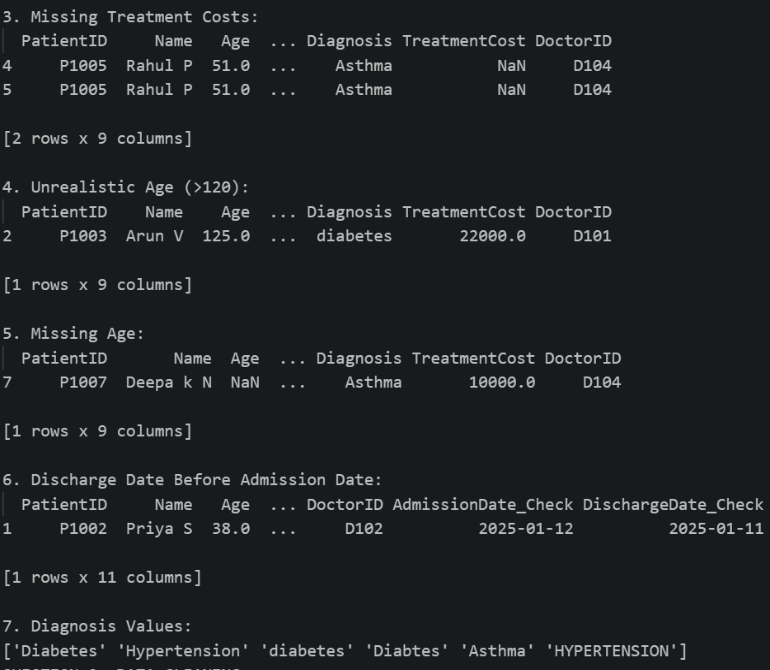 3. Missing Treatment Costs:
PatientID Name Age ... Diagnosis TreatmentCost DoctorID
4 P1005 Rahul P 51.0 ... Asthma NaN D104
5 P1005 Rahul P 51.0 ... Asthma NaN D104
[2 rows x 9 columns]
4. Unrealistic Age (>120):
PatientID Name Age ... Diagnosis TreatmentCost DoctorID
2 P1003 Arun V 125.0 ... diabetes 22000.0 D101
[1 rows x 9 columns]
5. Missing Age:
PatientID Name Age ... Diagnosis TreatmentCost DoctorID
7 P1007 Deepa k N NaN ... Asthma 10000.0 D104
[1 rows x 9 columns]
6. Discharge Date Before Admission Date:
PatientID Name Age ... DoctorID AdmissionDate_Check DischargeDate_Check
1 P1002 Priya S 38.0 ... D102 2025-01-12 2025-01-11
[1 rows x 11 columns]
7. Diagnosis Values:
['Diabetes' 'Hypertension' 'diabetes' 'Diabtes' 'Asthma' 'HYPERTENSION']